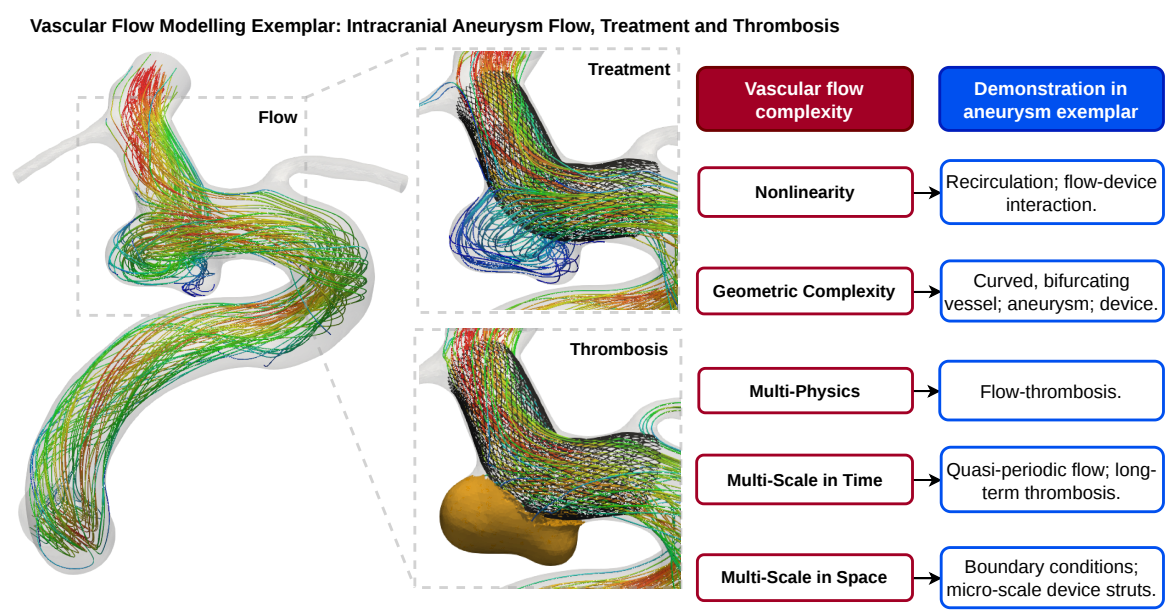 Vascular Flow Modelling Exemplar: Intracranial Aneurysm Flow, Treatment and Thrombosis
Flow
Treatment
Thrombosis
Vascular flow
complexity
Demonstration in
aneurysm exemplar
Nonlinearity
Recirculation; flow-device
interaction.
Geometric Complexity
Curved, bifurcating
vessel; aneurysm; device.
Multi-Physics
Flow-thrombosis.
Multi-Scale in Time
Quasi-periodic flow; long-
term thrombosis.
Multi-Scale in Space
Boundary conditions;
micro-scale device struts.